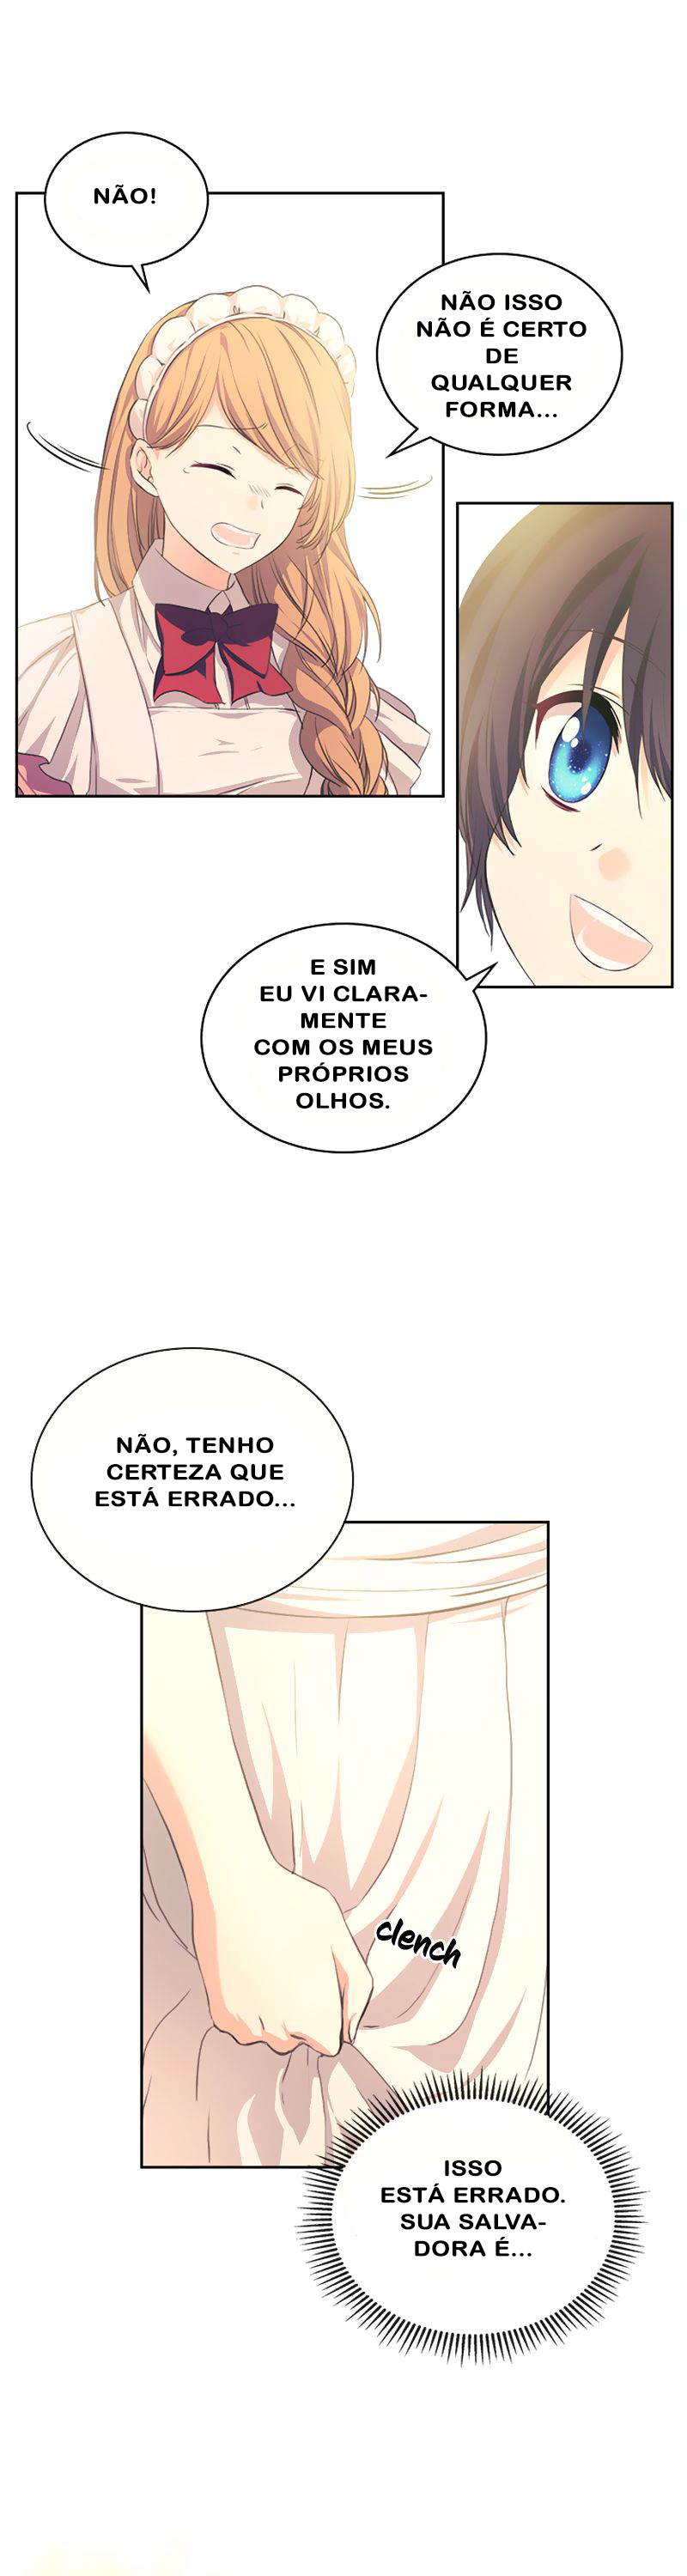 NÃO!
NÃO ISSO
NÃO É CERTO
DE
QUALQUER
FORMA...
E SIM
EU VI CLARA-
MENTE
COM OS MEUS
PRÓPRIOS
OLHOS.
NÃO, TENHO
CERTEZA QUE
ESTÁ ERRADO...
clench
ISSO
ESTÁ ERRADO.
SUA SALVA-
DORA É...